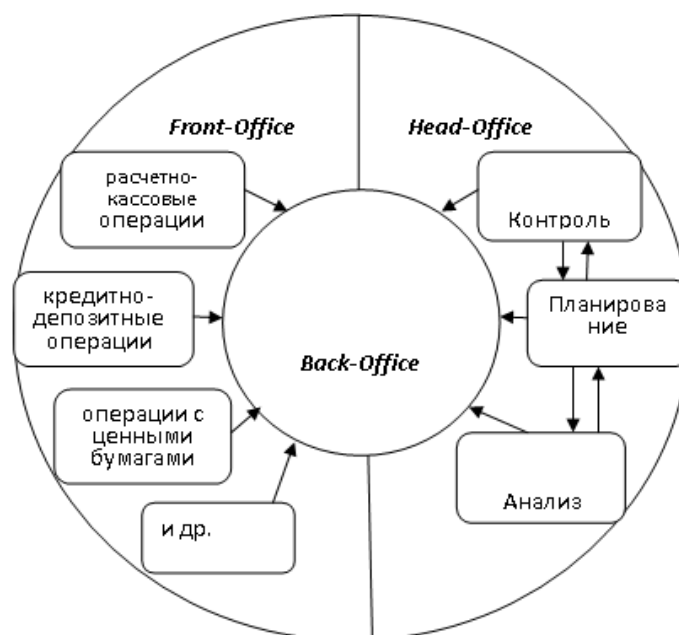 Front-Office
Head-Office
расчетно-
кассовые
операции
Контроль
кредитно-
депозитные
операции
Планирова
ние
Back-Office
операции с
ценными
бумагами
Анализ
и др.